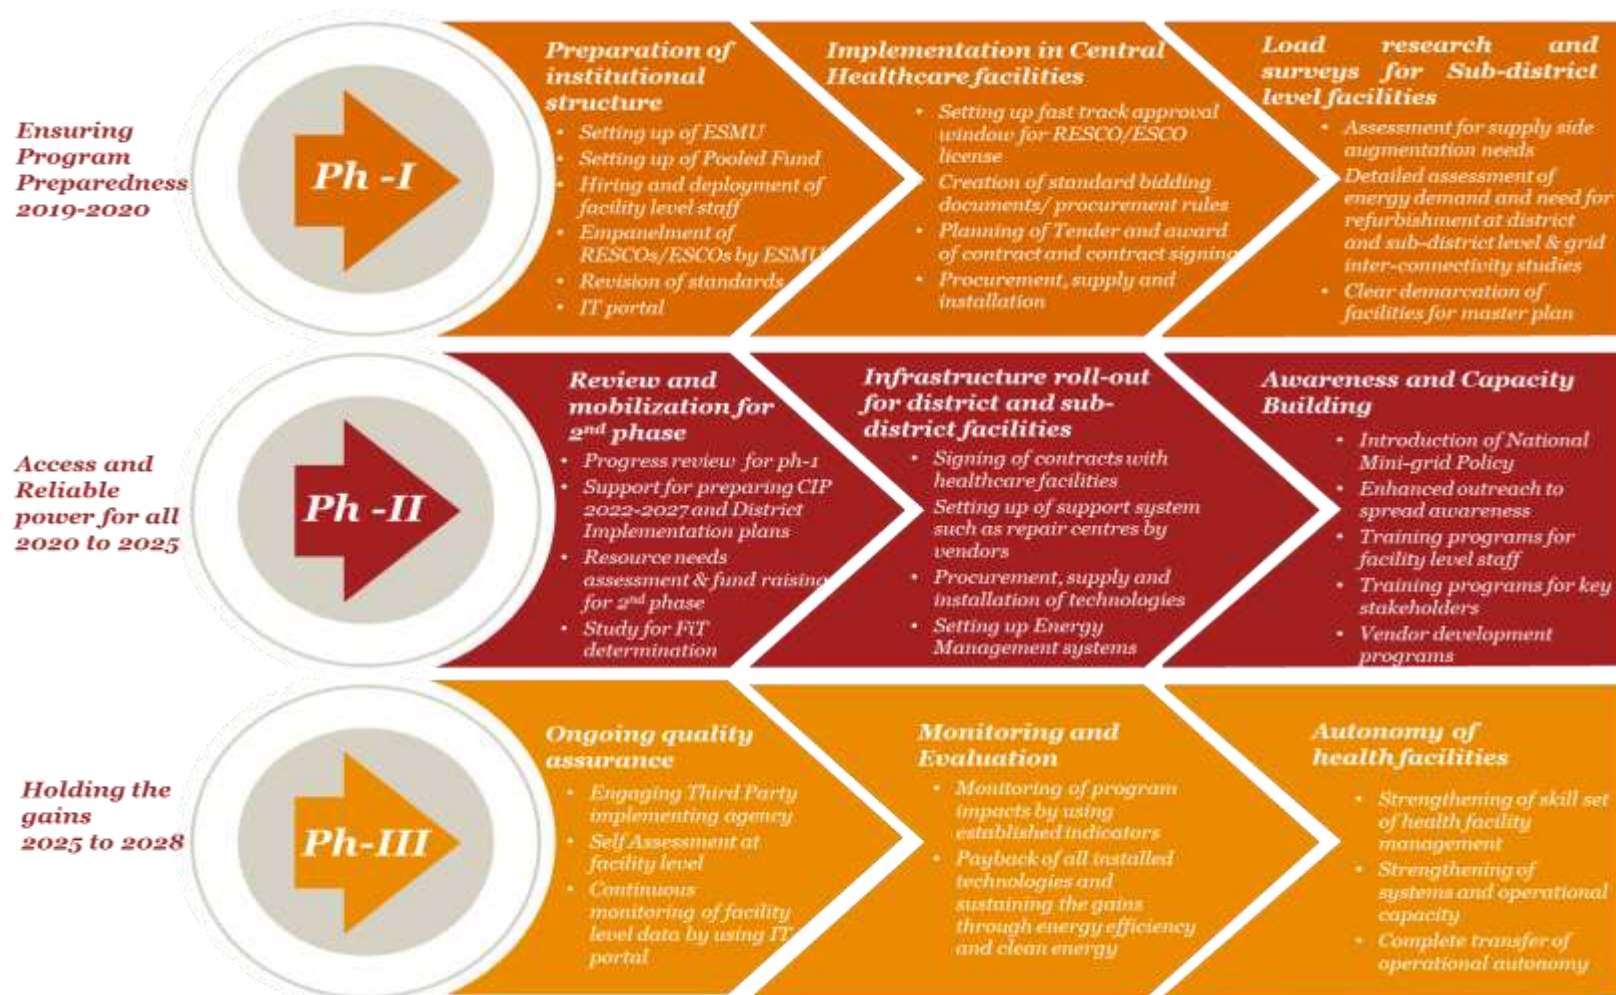 Ensuring
Program
Preparedness
2019-2020
Ph -I
Preparation of
institutional
structure
• Setting up of ESMU
• Setting up of Pooled Fund
• Hiring and deployment of
facility level staff
• Empanelment of
RESCOs/ESCOs by ESMU
• Revision of standards
• IT portal
Implementation in Central
Healthcare facilities
• Setting up fast track approval
window for RESCO/ESCO
license
• Creation of standard bidding
documents/ procurement rules
• Planning of Tender and award
of contract and contract signing
• Procurement, supply and
installation
Load research and
surveys for Sub-district
level facilities
• Assessment for supply side
augmentation needs
• Detailed assessment of
energy demand and need for
refurbishment at district
and sub-district level & grid
inter-connectivity studies
• Clear demarcation of
facilities for master plan
Access and
Reliable
power for all
2020 to 2025
Ph -II
Review and
mobilization for
2nd phase
• Progress review for ph-1
• Support for preparing CIP
2022-2027 and District
Implementation plans
• Resource needs
assessment & fund raising
for 2nd phase
• Study for FiT
determination
Infrastructure roll-out
for district and sub-
district facilities
• Signing of contracts with
healthcare facilities
• Setting up of support system
such as repair centres by
vendors
• Procurement, supply and
installation of technologies
• Setting up Energy
Management systems
Awareness and Capacity
Building
• Introduction of National
Mini-grid Policy
• Enhanced outreach to
spread awareness
• Training programs for
facility level staff
• Training programs for key
stakeholders
• Vendor development
programs
Holding the
gains
2025 to 2028
Ph-III
Ongoing quality
assurance
• Engaging Third Party
implementing agency
• Self Assessment at
facility level
• Continuous
monitoring of facility
level data by using IT
portal
Monitoring and
Evaluation
• Monitoring of program
impacts by using
established indicators
• Payback of all installed
technologies and
sustaining the gains
through energy efficiency
and clean energy
Autonomy of
health facilities
• Strengthening of skill set
of health facility
management
• Strengthening of
systems and operational
capacity
• Complete transfer of
operational autonomy